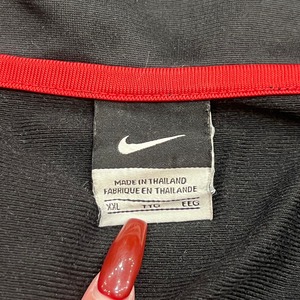 MADE IN THAILAND
FABRIQUE EN THAILANDE
XXL TTG EEG